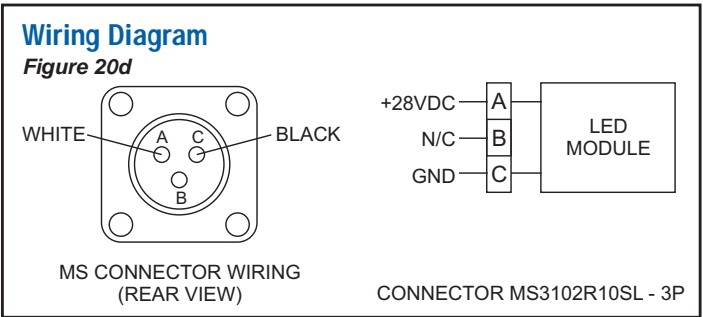 Wiring Diagram
Figure 20d
WHITE
A
C
BLACK
B
MS CONNECTOR WIRING
(REAR VIEW)
+28VDC
A
N/C
B
GND
C
LED
MODULE
CONNECTOR MS3102R10SL - 3P